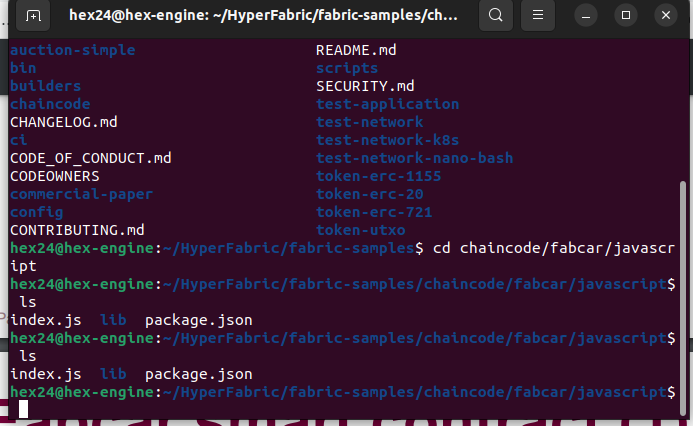 hex24@hex-engine: ~/HyperFabric/fabric-samples/cha...
auction-simple README.md
bin scripts
builders SECURITY.md
chaincode test-application
CHANGELOG.md test-network
ci test-network-k8s
CODE_OF_CONDUCT.md test-network-nano-bash
CODEOWNERS token-erc-1155
commercial-paper token-erc-20
config token-erc-721
CONTRIBUTING.md token-utxo
hex24@hex-engine:~/HyperFabric/fabric-samples$ cd chaincode/fabcar/javascr
ipt
hex24@hex-engine:~/HyperFabric/fabric-samples/chaincode/fabcar/javascript$
ls
index.js lib package.json
hex24@hex-engine:~/HyperFabric/fabric-samples/chaincode/fabcar/javascript$
ls
index.js lib package.json
hex24@hex-engine:~/HyperFabric/fabric-samples/chaincode/fabcar/javascript$